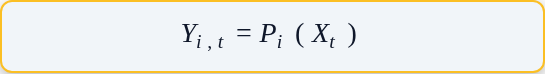 Y_{i,t} = P_i (X_t)